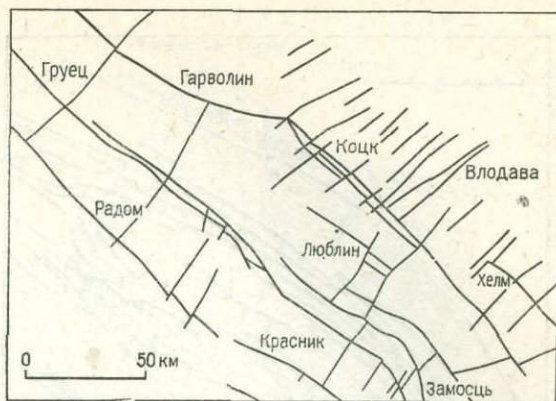 Груец
Гарволин
Коцк
Влодава
Радом
Люблин
Хелм
Красник
0 50 км
Замосць